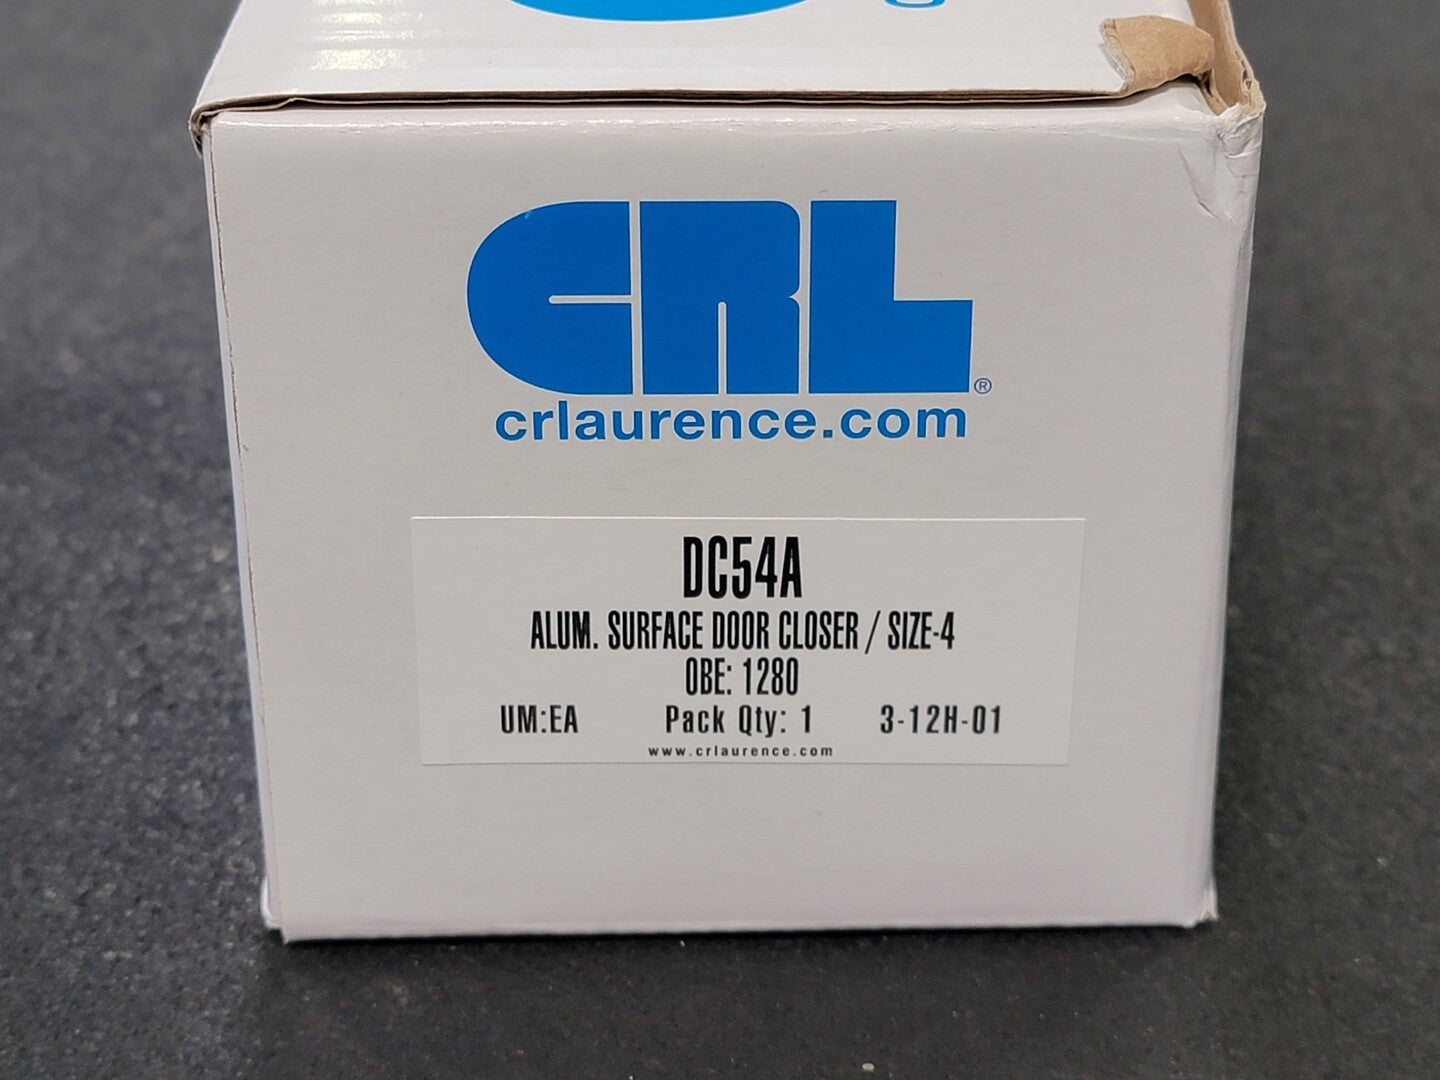 CRL®
crlaurence.com
DC54A
ALUM. SURFACE DOOR CLOSER / SIZE-4
OBE: 1280
UM:EA Pack Qty: 1 3-12H-01
www.crlaurence.com